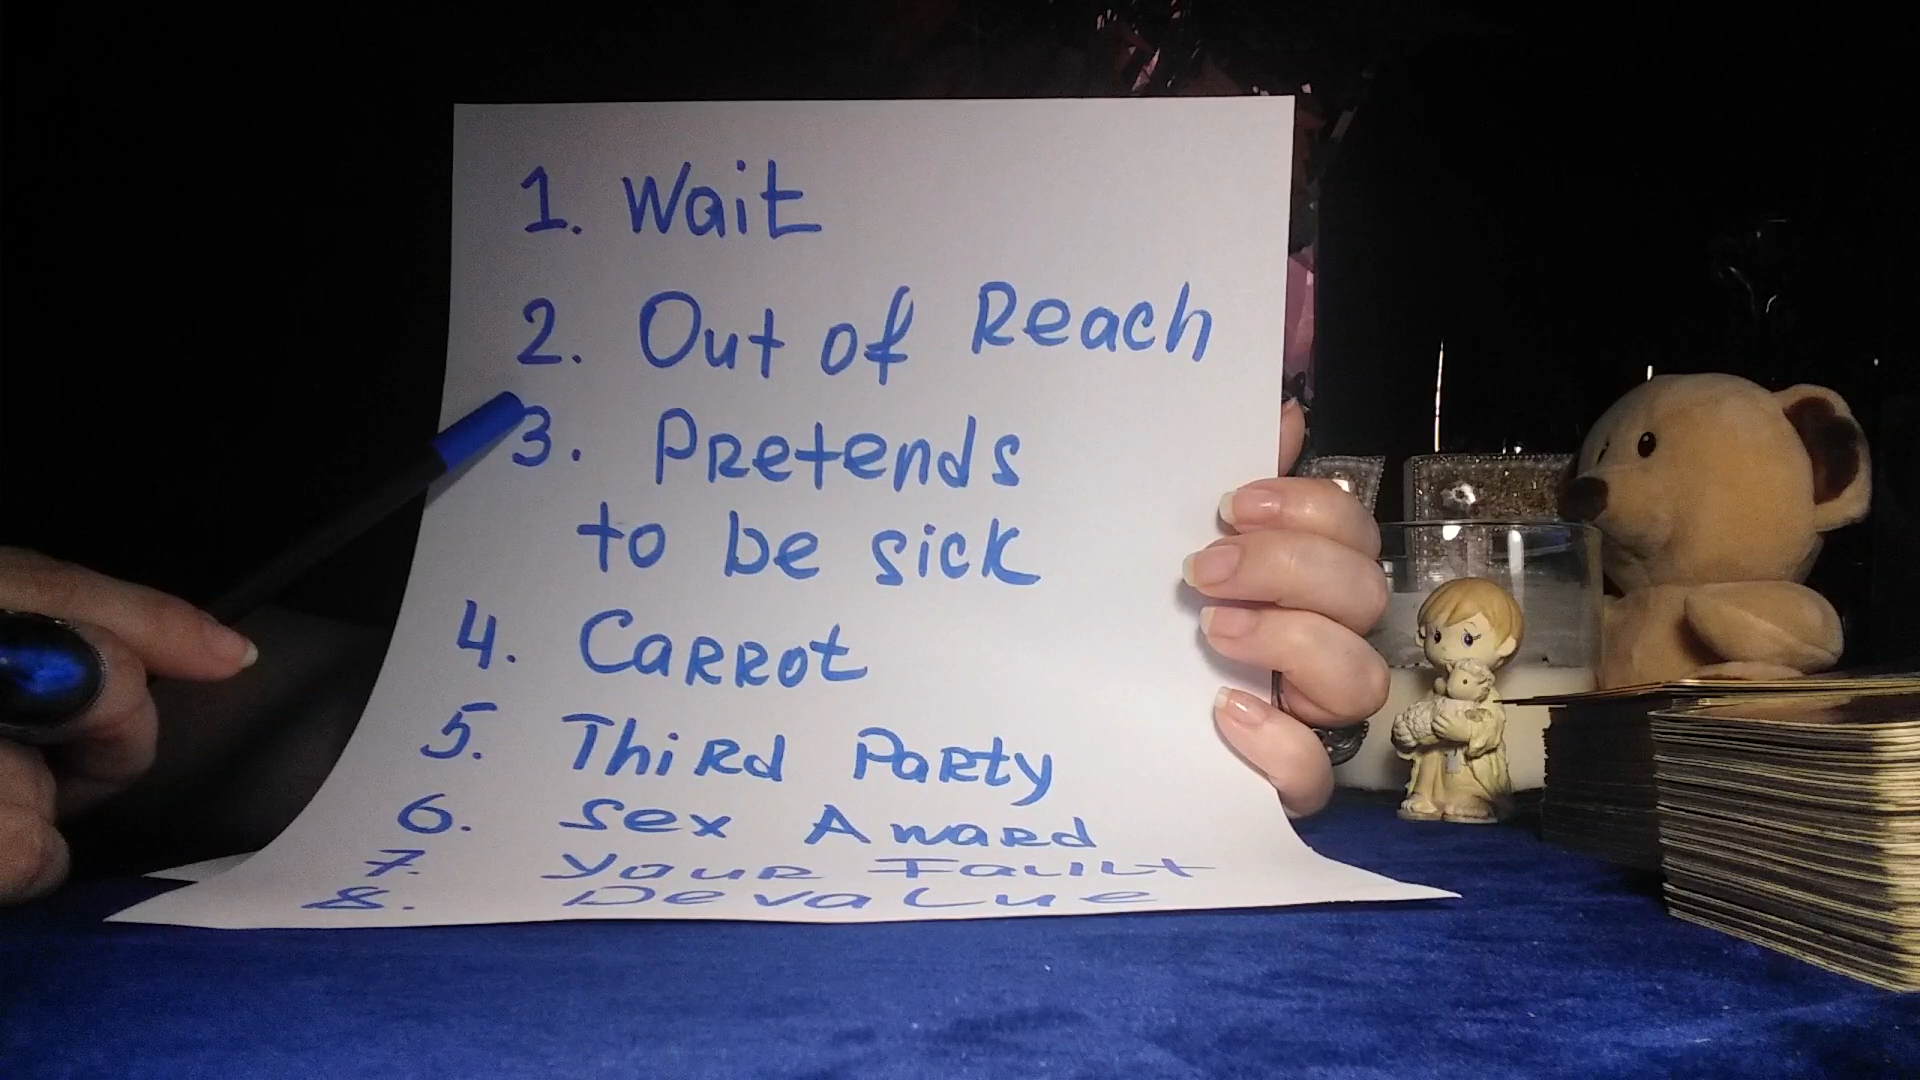 1. Wait
2. Out of Reach
3. Pretends
to be sick
4. Carrot
5. Third Party
6. Sex Award
7. Your Fault
8. Devalue